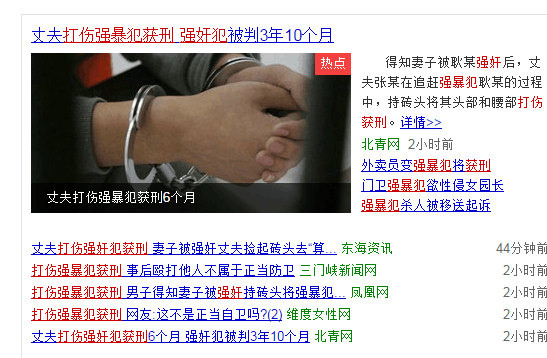 丈夫打伤强暴犯获刑 强奸犯被判3年10个月
热点
丈夫打伤强暴犯获刑6个月
得知妻子被耿某强奸后，丈
夫张某在追赶强暴犯耿某的过程
中，持砖头将其头部和腰部打伤
获刑。详情>>
北青网 2小时前
外卖员变强暴犯将获刑
门卫强暴犯欲性侵女园长
强暴犯杀人被移送起诉
丈夫打伤强奸犯获刑 妻子被强奸丈夫捡起砖头去“算... 东海资讯 44分钟前
打伤强暴犯获刑 事后殴打他人不属于正当防卫 三门峡新闻网 2小时前
打伤强奸犯获刑 男子得知妻子被强奸持砖头将强暴犯... 凤凰网 2小时前
打伤强暴犯获刑 网友:这不是正当自卫吗?(2) 维度女性网 2小时前
丈夫打伤强奸犯获刑6个月 强奸犯被判3年10个月 北青网 2小时前